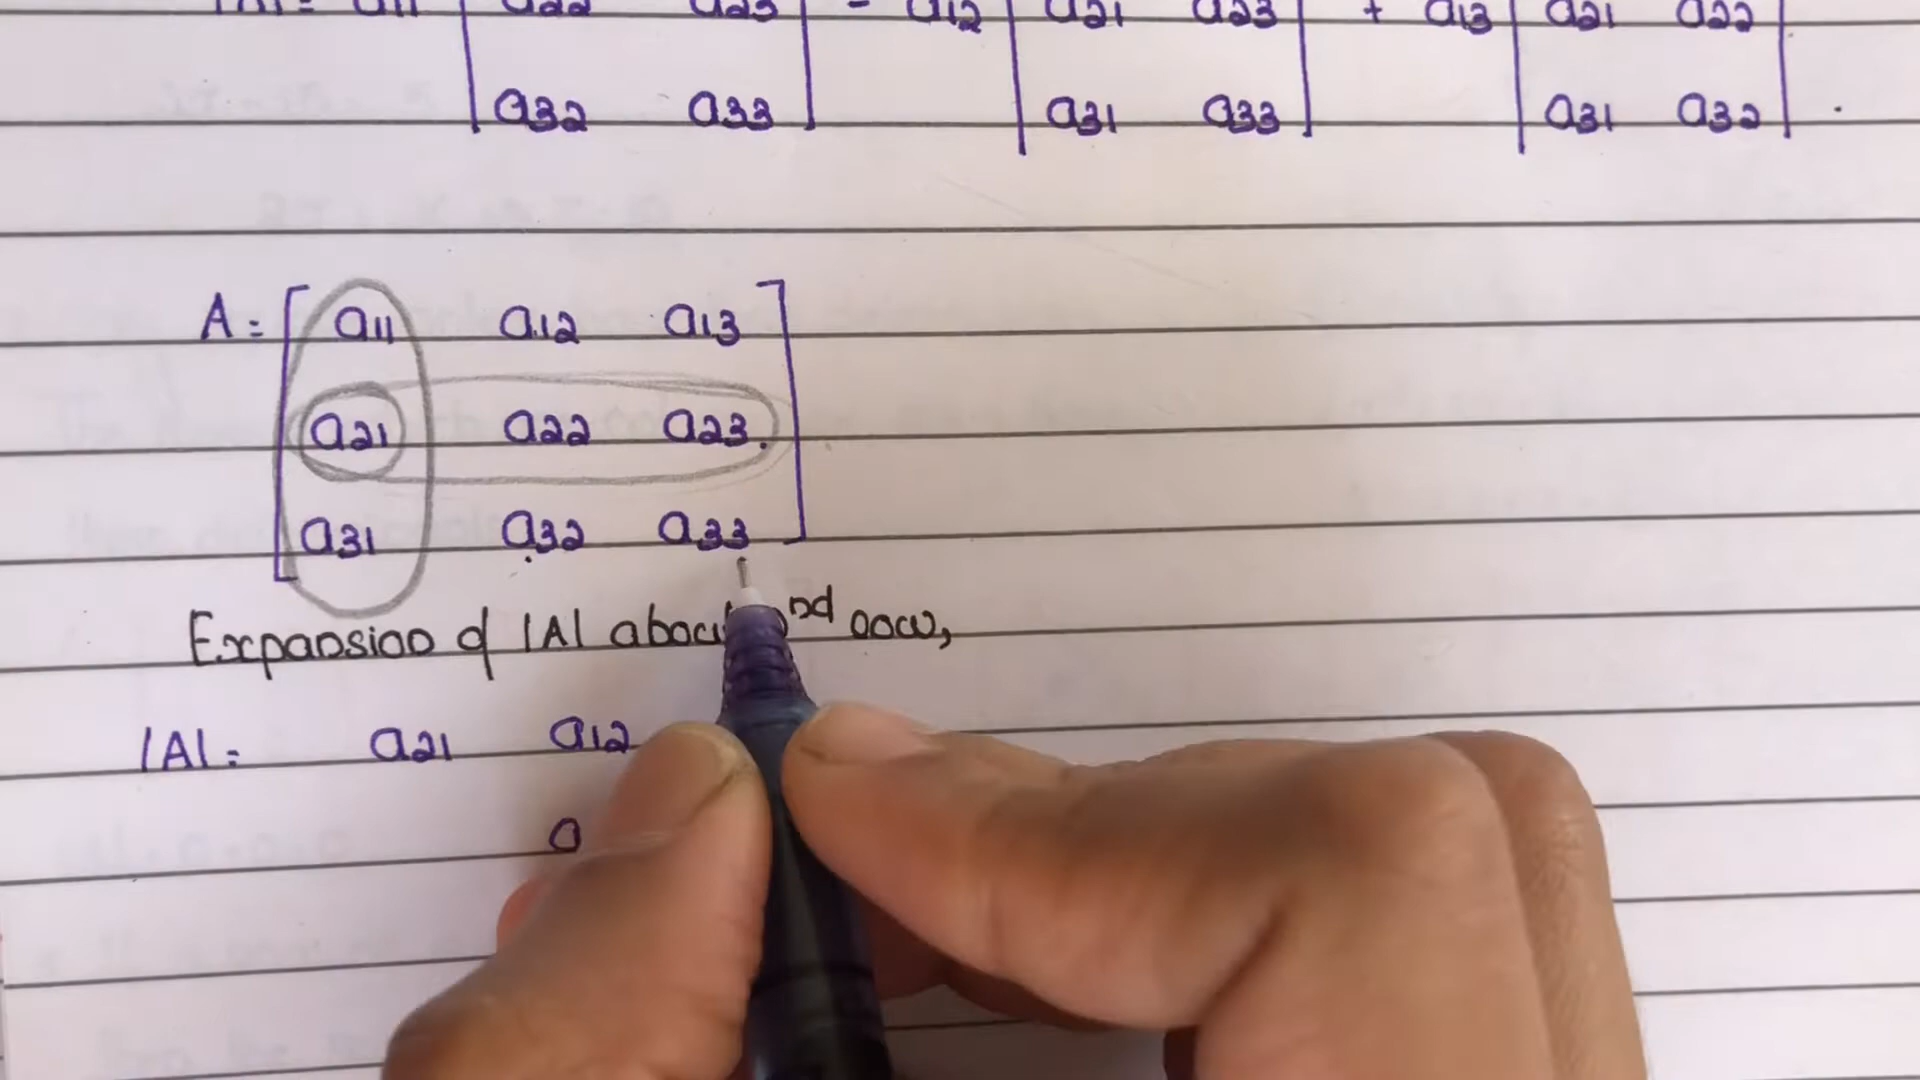 |A| = a11 | a22 a23 | - a12 | a21 a23 | + a13 | a21 a22 |
| a32 a33 | | a31 a33 | | a31 a32 | .
A = [ a11 a12 a13 ]
a21 a22 a23
a31 a32 a33
Expansion of |A| about nd row,
|A| = a21 a12
a